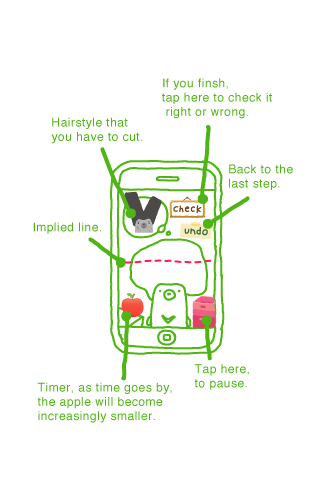 If you finsh,
tap here to check it
right or wrong.
Hairstyle that
you have to cut.
Back to the
last step.
check
undo
Implied line.
Tap here,
to pause.
Timer, as time goes by,
the apple will become
increasingly smaller.